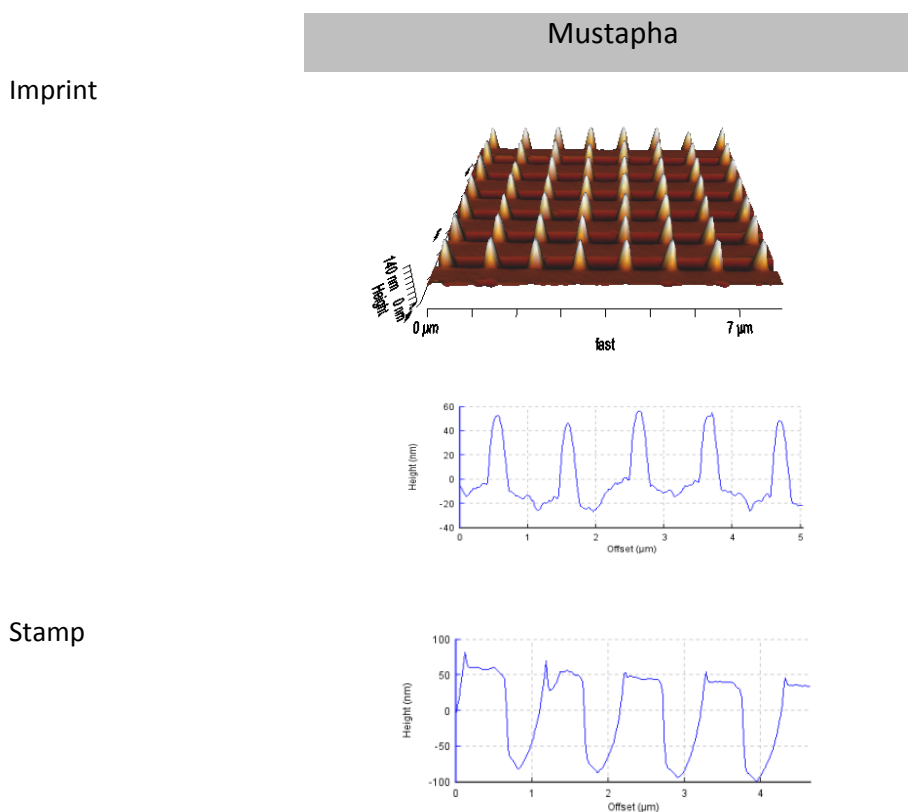 Mustapha
Imprint
140 nm
0 nm
Height
0 µm
7 µm
fast
60
40
20
0
-20
-40
Height (nm)
0 1 2 3 4 5
Offset (µm)
Stamp
100
50
0
-50
-100
Height (nm)
0 1 2 3 4
Offset (µm)